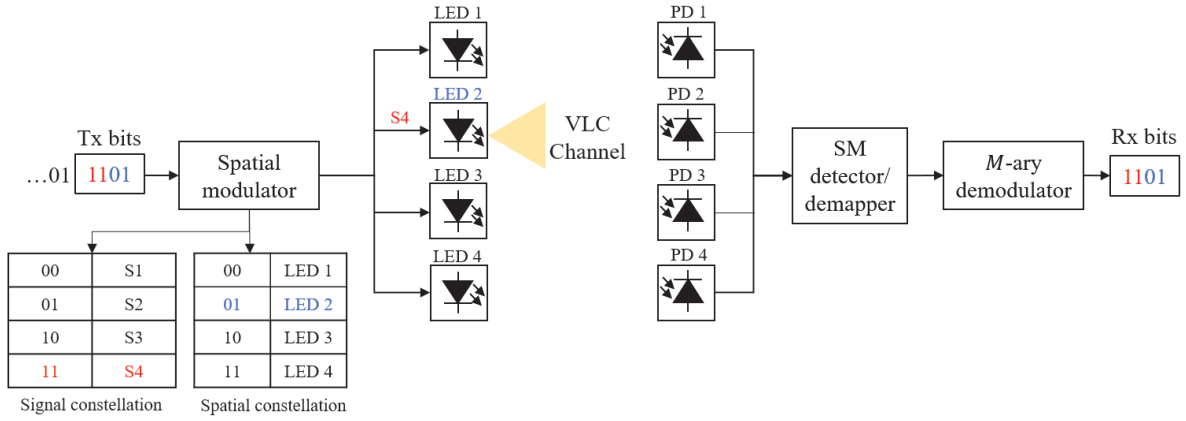 Tx bits
…01 1101
Spatial
modulator
LED 1
LED 2
S4
LED 3
LED 4
VLC
Channel
PD 1
PD 2
PD 3
PD 4
SM
detector/
demapper
M-ary
demodulator
Rx bits
1101
00 S1
01 S2
10 S3
11 S4
Signal constellation
00 LED 1
01 LED 2
10 LED 3
11 LED 4
Spatial constellation